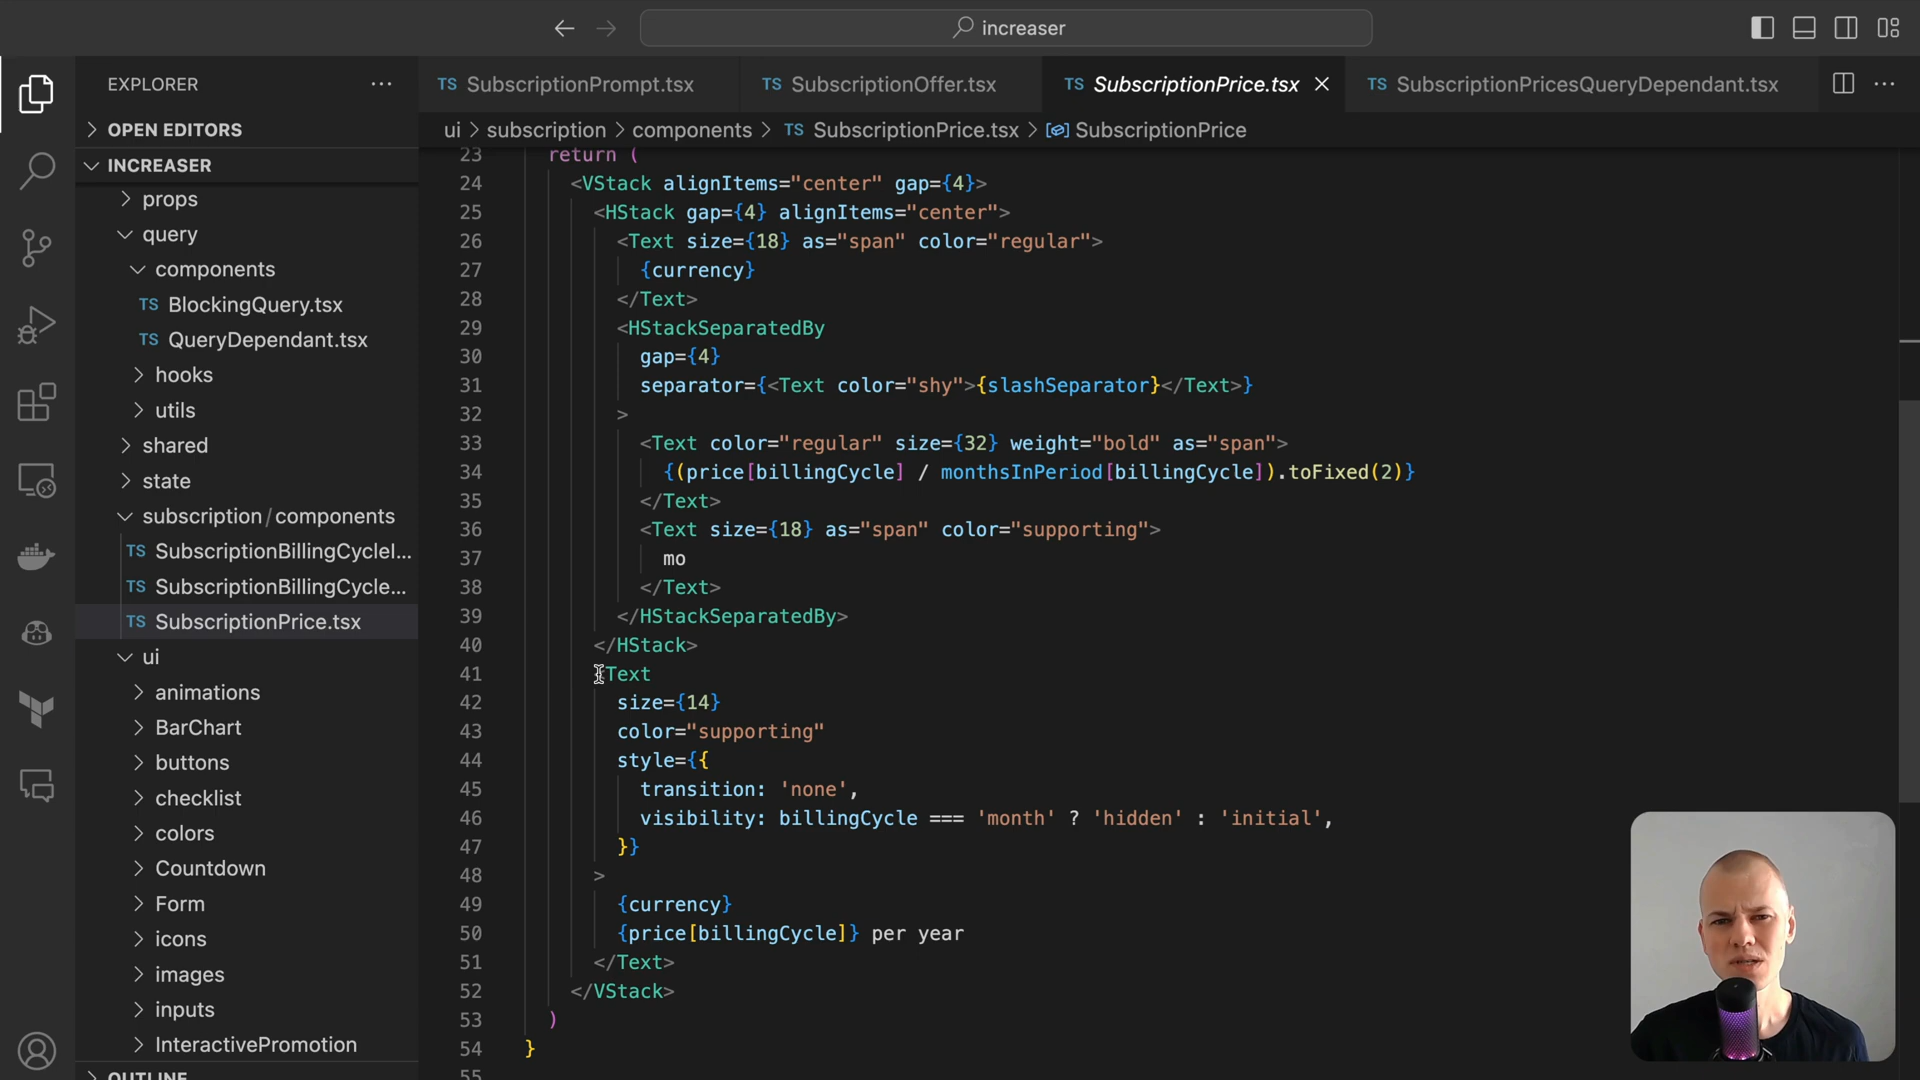 increaser
EXPLORER
OPEN EDITORS
INCREASER
props
query
components
TS BlockingQuery.tsx
TS QueryDependant.tsx
hooks
utils
shared
state
subscription / components
TS SubscriptionBillingCycleI...
TS SubscriptionBillingCycle...
TS SubscriptionPrice.tsx
ui
animations
BarChart
buttons
checklist
colors
Countdown
Form
icons
images
inputs
InteractivePromotion
OUTLINE
TS SubscriptionPrompt.tsx
TS SubscriptionOffer.tsx
TS SubscriptionPrice.tsx
TS SubscriptionPricesQueryDependant.tsx
ui > subscription > components > TS SubscriptionPrice.tsx > SubscriptionPrice
23 return (
24 <VStack alignItems="center" gap={4}>
25 <HStack gap={4} alignItems="center">
26 <Text size={18} as="span" color="regular">
27 {currency}
28 </Text>
29 <HStackSeparatedBy
30 gap={4}
31 separator={<Text color="shy">{slashSeparator}</Text>}
32 >
33 <Text color="regular" size={32} weight="bold" as="span">
34 {(price[billingCycle] / monthsInPeriod[billingCycle]).toFixed(2)}
35 </Text>
36 <Text size={18} as="span" color="supporting">
37 mo
38 </Text>
39 </HStackSeparatedBy>
40 </HStack>
41 <Text
42 size={14}
43 color="supporting"
44 style={{
45 transition: 'none',
46 visibility: billingCycle === 'month' ? 'hidden' : 'initial',
47 }}
48 >
49 {currency}
50 {price[billingCycle]} per year
51 </Text>
52 </VStack>
53 )
54 }
55